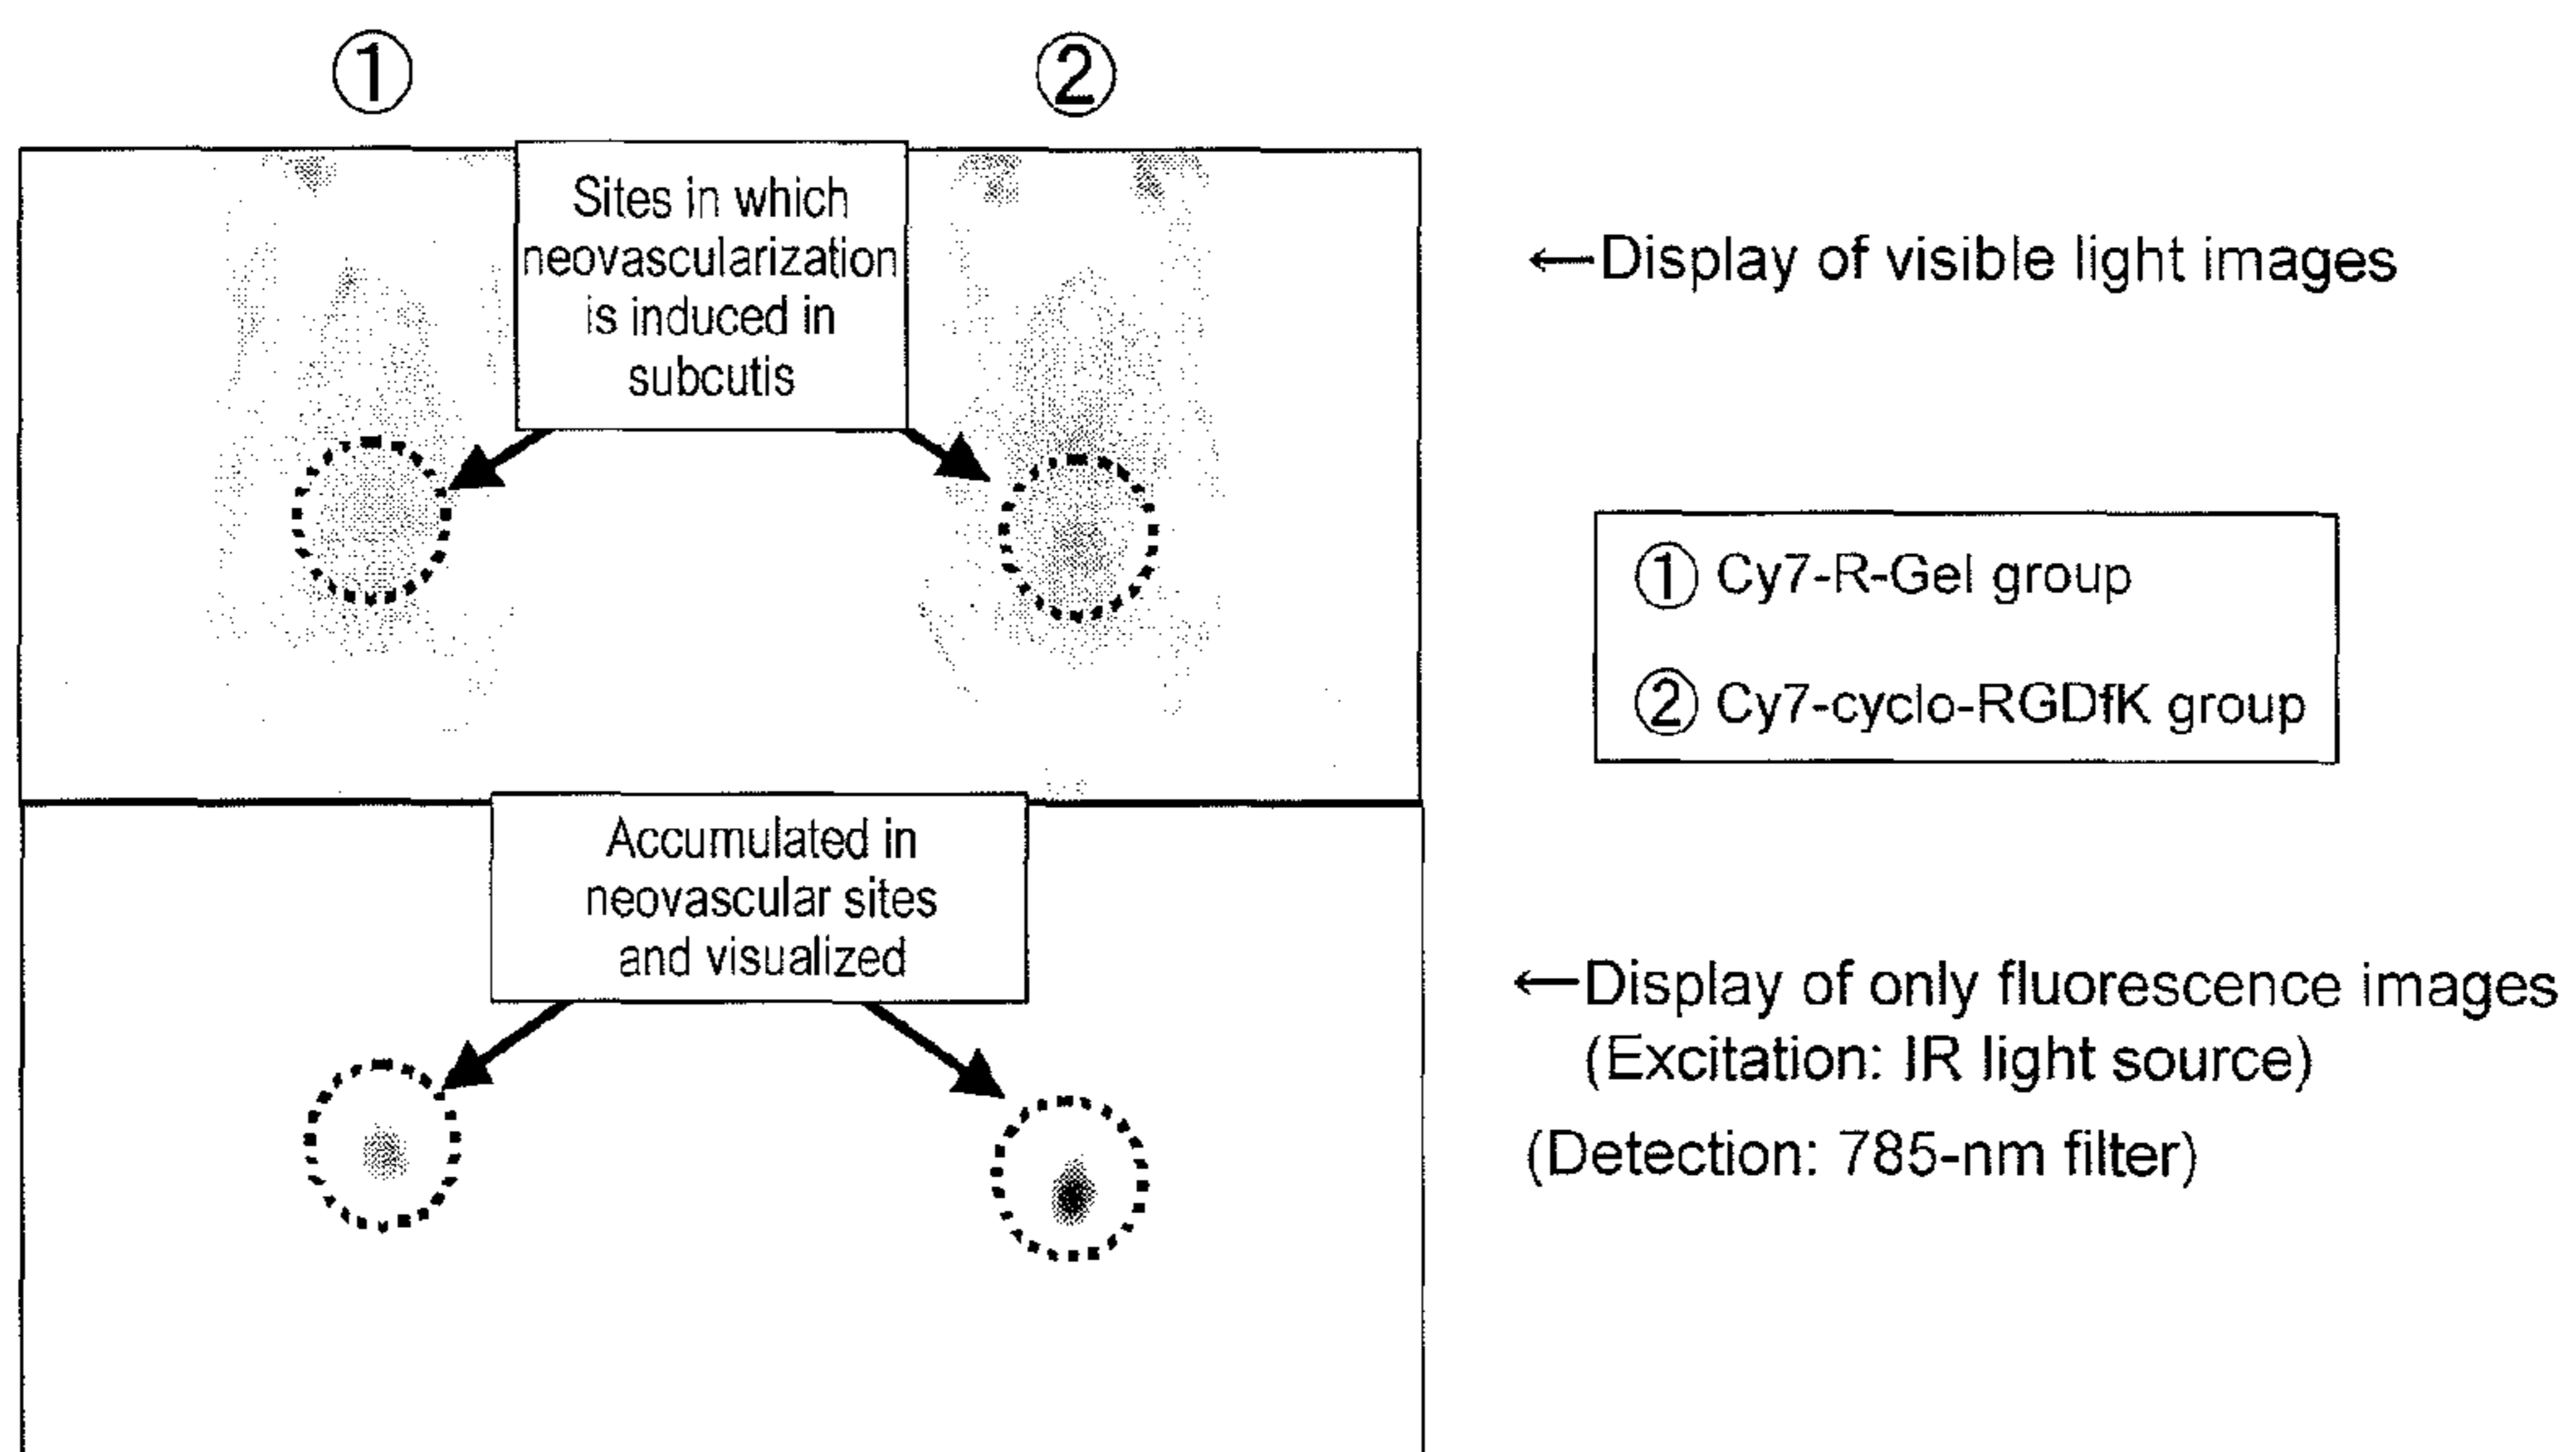 ① ②
Sites in which
neovascularization
is induced in
subcutis
←Display of visible light images
① Cy7-R-Gel group
② Cy7-cyclo-RGDfK group
Accumulated in
neovascular sites
and visualized
←Display of only fluorescence images
(Excitation: IR light source)
(Detection: 785-nm filter)